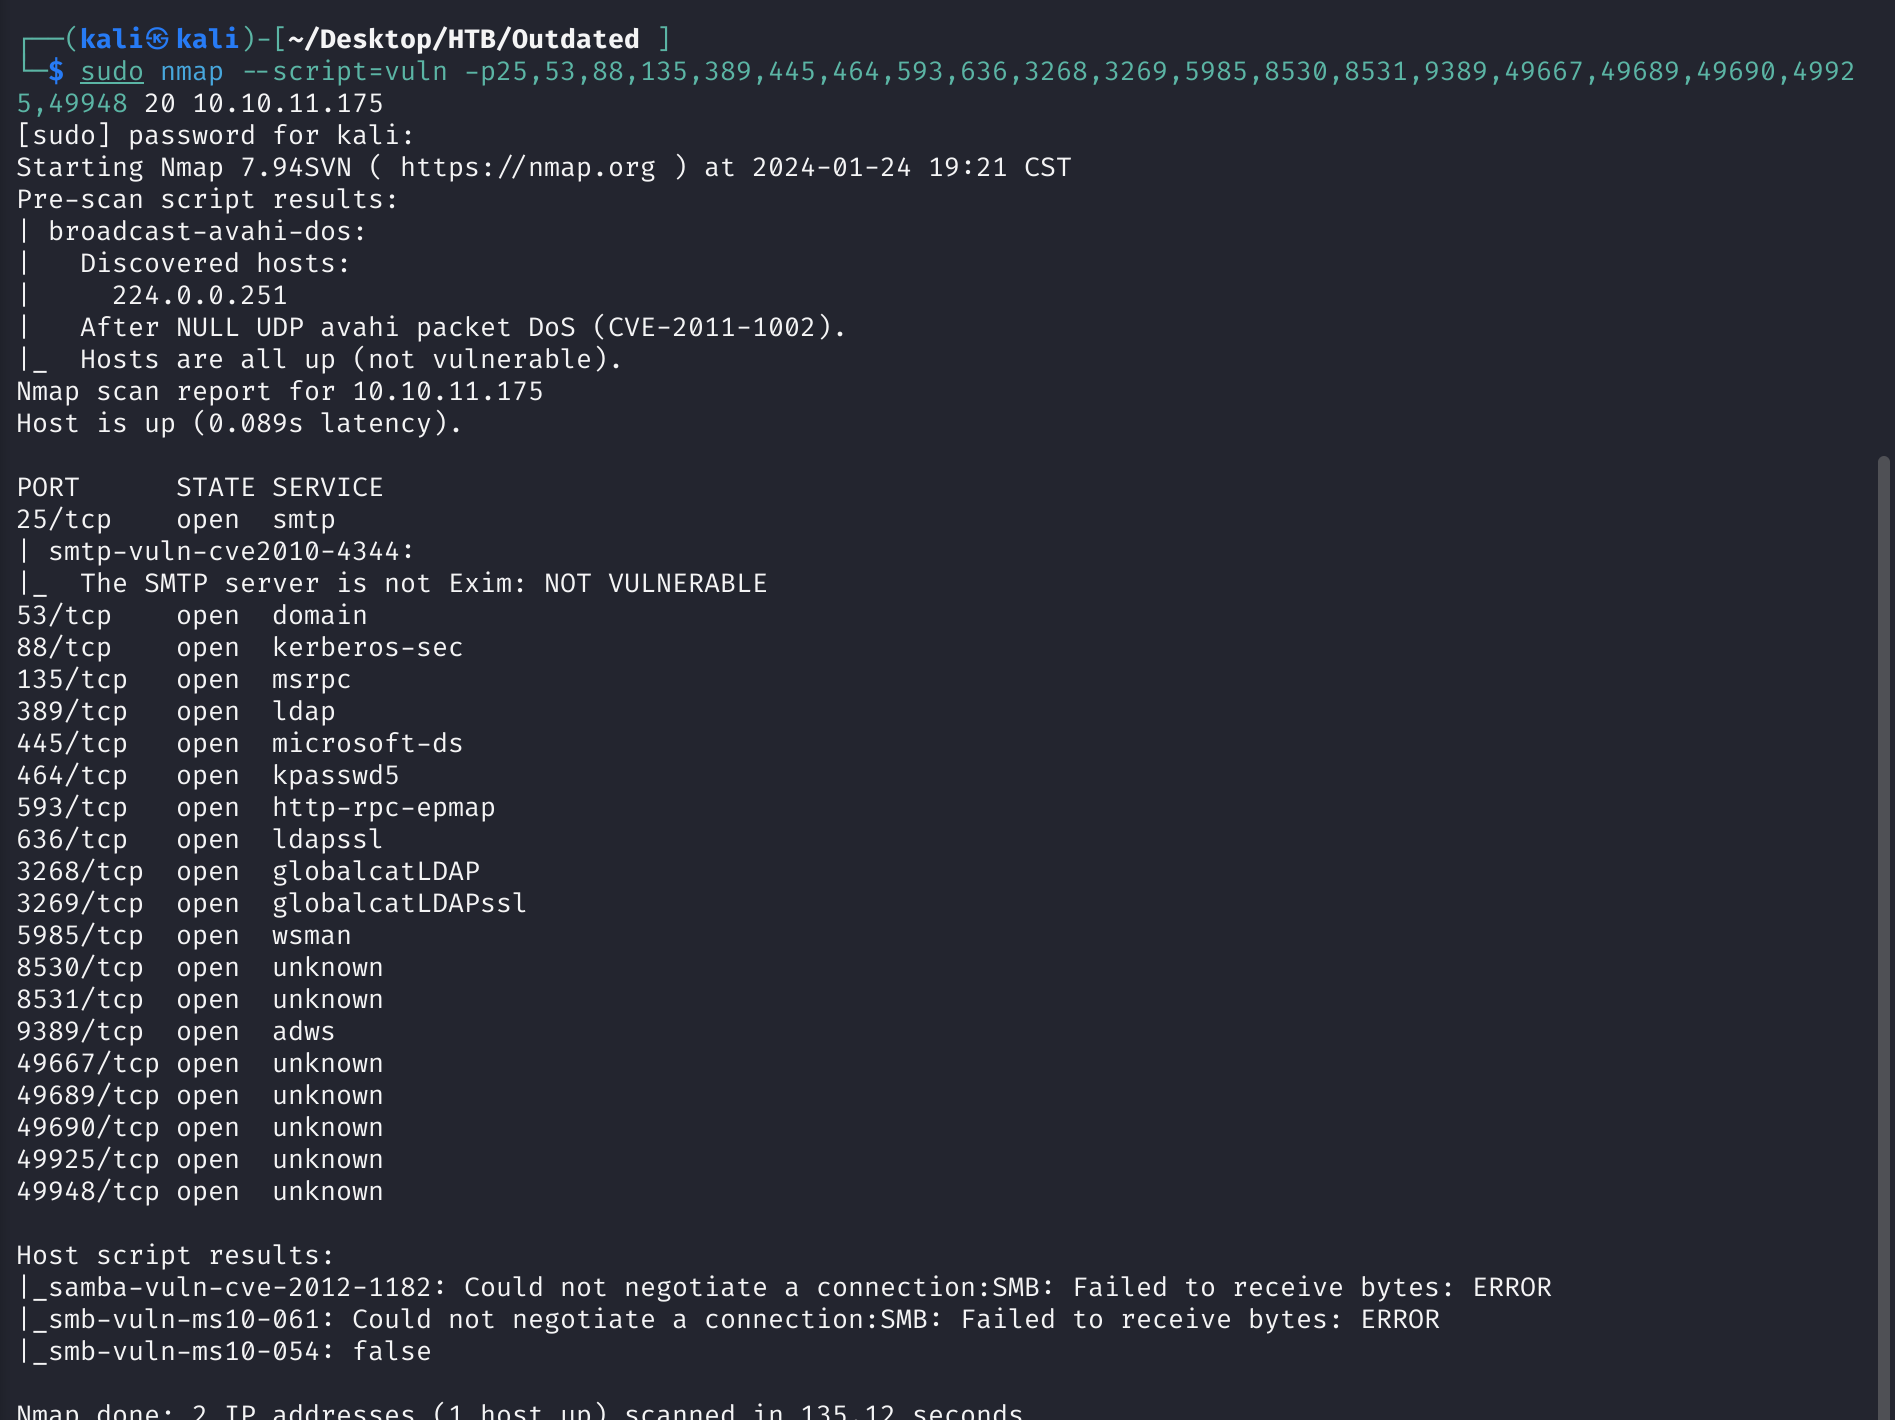 ┌──(kali㉿kali)-[~/Desktop/HTB/Outdated ]
└─$ sudo nmap --script=vuln -p25,53,88,135,389,445,464,593,636,3268,3269,5985,8530,8531,9389,49667,49689,49690,4992
5,49948 20 10.10.11.175
[sudo] password for kali:
Starting Nmap 7.94SVN ( https://nmap.org ) at 2024-01-24 19:21 CST
Pre-scan script results:
| broadcast-avahi-dos:
|   Discovered hosts:
|     224.0.0.251
|   After NULL UDP avahi packet DoS (CVE-2011-1002).
|_  Hosts are all up (not vulnerable).
Nmap scan report for 10.10.11.175
Host is up (0.089s latency).
PORT      STATE SERVICE
25/tcp    open  smtp
| smtp-vuln-cve2010-4344:
|_  The SMTP server is not Exim: NOT VULNERABLE
53/tcp    open  domain
88/tcp    open  kerberos-sec
135/tcp   open  msrpc
389/tcp   open  ldap
445/tcp   open  microsoft-ds
464/tcp   open  kpasswd5
593/tcp   open  http-rpc-epmap
636/tcp   open  ldapssl
3268/tcp  open  globalcatLDAP
3269/tcp  open  globalcatLDAPssl
5985/tcp  open  wsman
8530/tcp  open  unknown
8531/tcp  open  unknown
9389/tcp  open  adws
49667/tcp open  unknown
49689/tcp open  unknown
49690/tcp open  unknown
49925/tcp open  unknown
49948/tcp open  unknown
Host script results:
|_samba-vuln-cve-2012-1182: Could not negotiate a connection:SMB: Failed to receive bytes: ERROR
|_smb-vuln-ms10-061: Could not negotiate a connection:SMB: Failed to receive bytes: ERROR
|_smb-vuln-ms10-054: false
Nmap done: 2 IP addresses (1 host up) scanned in 135.12 seconds